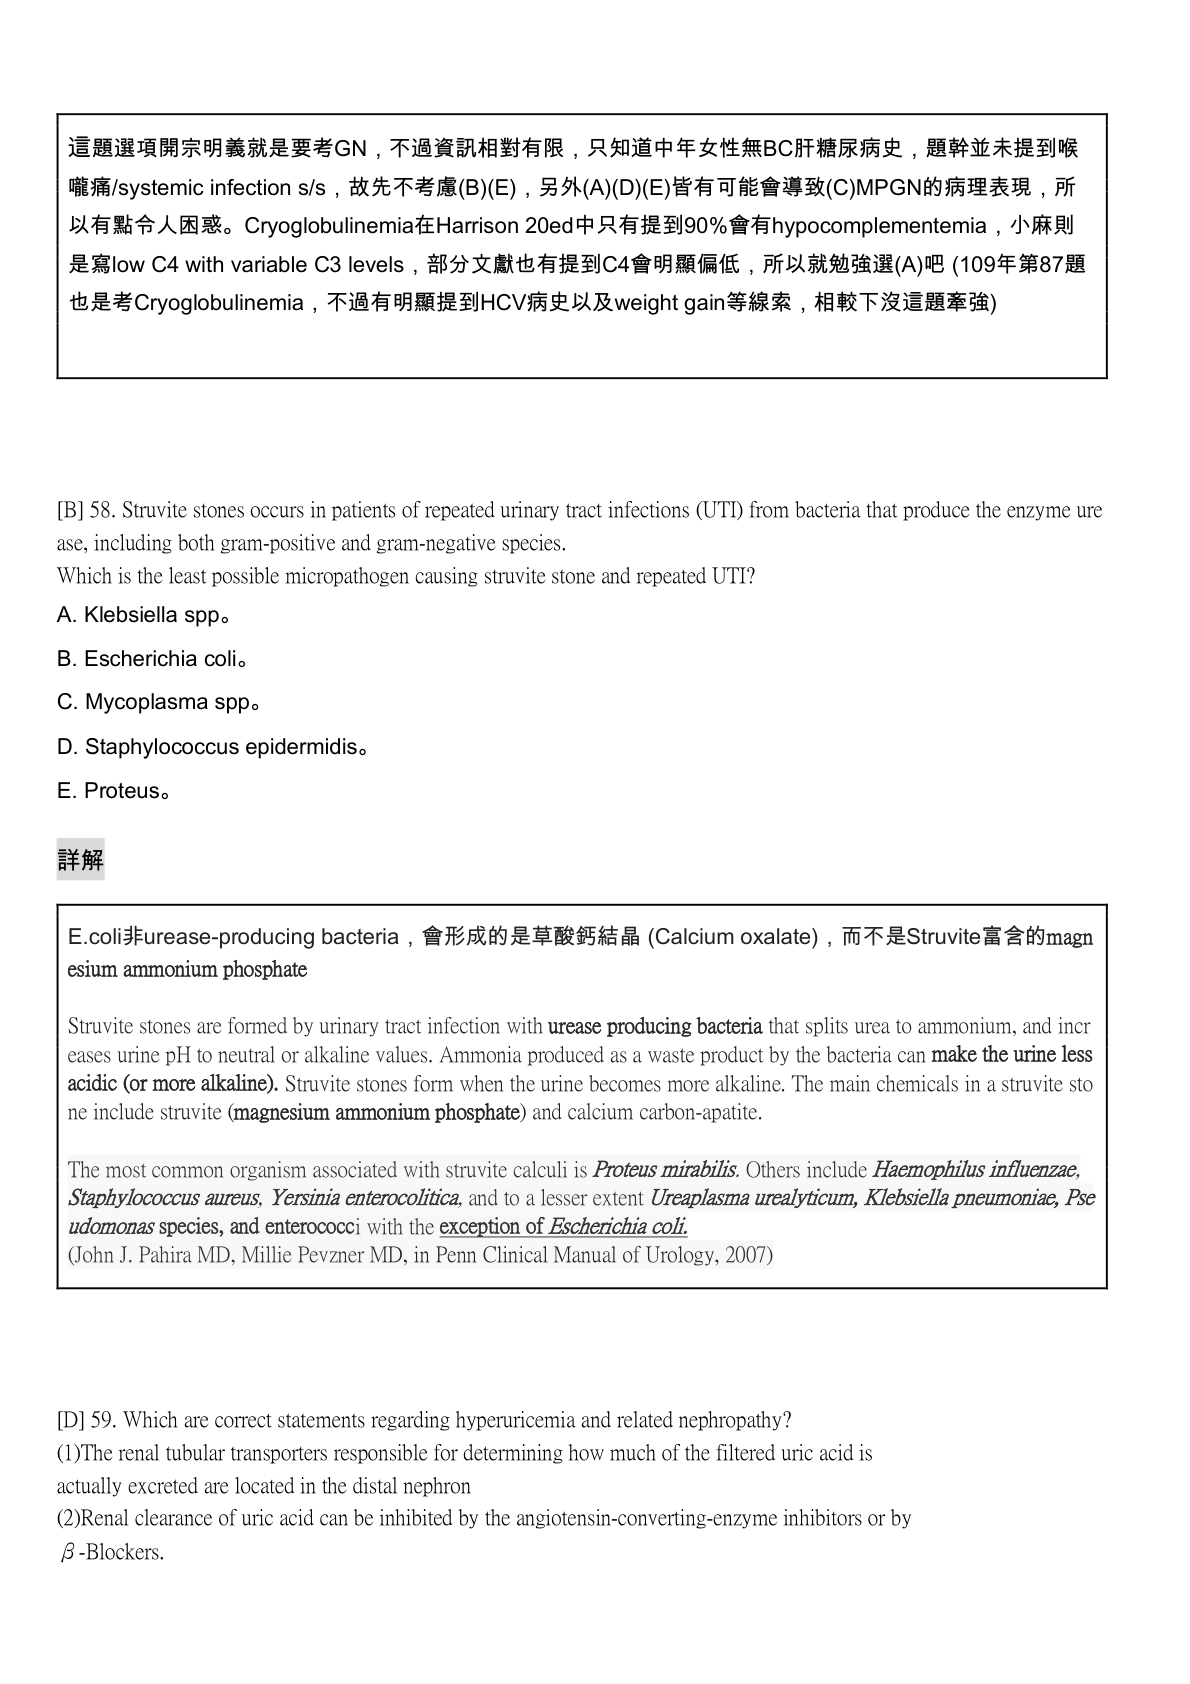 這題選項開宗明義就是要考GN，不過資訊相對有限，只知道中年女性無BC肝糖尿病史，題幹並未提到喉
嚨痛/systemic infection s/s，故先不考慮(B)(E)，另外(A)(D)(E)皆有可能會導致(C)MPGN的病理表現，所
以有點令人困惑。Cryoglobulinemia在Harrison 20ed中只有提到90%會有hypocomplementemia，小麻則
是寫low C4 with variable C3 levels，部分文獻也有提到C4會明顯偏低，所以就勉強選(A)吧 (109年第87題
也是考Cryoglobulinemia，不過有明顯提到HCV病史以及weight gain等線索，相較下沒這題牽強)
[B] 58. Struvite stones occurs in patients of repeated urinary tract infections (UTI) from bacteria that produce the enzyme ure
ase, including both gram-positive and gram-negative species.
Which is the least possible micropathogen causing struvite stone and repeated UTI?
A. Klebsiella spp。
B. Escherichia coli。
C. Mycoplasma spp。
D. Staphylococcus epidermidis。
E. Proteus。
詳解
E.coli非urease-producing bacteria，會形成的是草酸鈣結晶 (Calcium oxalate)，而不是Struvite富含的magn
esium ammonium phosphate
Struvite stones are formed by urinary tract infection with urease producing bacteria that splits urea to ammonium, and incr
eases urine pH to neutral or alkaline values. Ammonia produced as a waste product by the bacteria can make the urine less
acidic (or more alkaline). Struvite stones form when the urine becomes more alkaline. The main chemicals in a struvite sto
ne include struvite (magnesium ammonium phosphate) and calcium carbon-apatite.
The most common organism associated with struvite calculi is Proteus mirabilis. Others include Haemophilus influenzae,
Staphylococcus aureus, Yersinia enterocolitica, and to a lesser extent Ureaplasma urealyticum, Klebsiella pneumoniae, Pse
udomonas species, and enterococci with the exception of Escherichia coli.
(John J. Pahira MD, Millie Pevzner MD, in Penn Clinical Manual of Urology, 2007)
[D] 59. Which are correct statements regarding hyperuricemia and related nephropathy?
(1)The renal tubular transporters responsible for determining how much of the filtered uric acid is
actually excreted are located in the distal nephron
(2)Renal clearance of uric acid can be inhibited by the angiotensin-converting-enzyme inhibitors or by
β-Blockers.